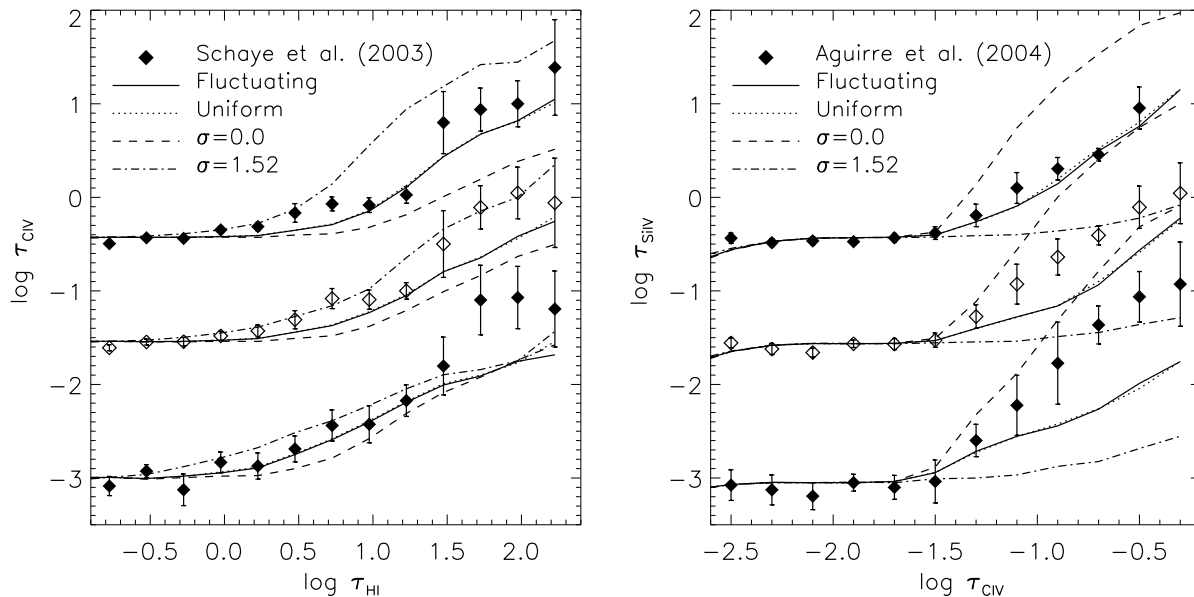 2
1
0
−1
−2
−3
log τCIV
Schaye et al. (2003)
Fluctuating
Uniform
σ=0.0
σ=1.52
−0.5 0.0 0.5 1.0 1.5 2.0
log τHI
2
1
0
−1
−2
−3
log τSiIV
Aguirre et al. (2004)
Fluctuating
Uniform
σ=0.0
σ=1.52
−2.5 −2.0 −1.5 −1.0 −0.5
log τCIV